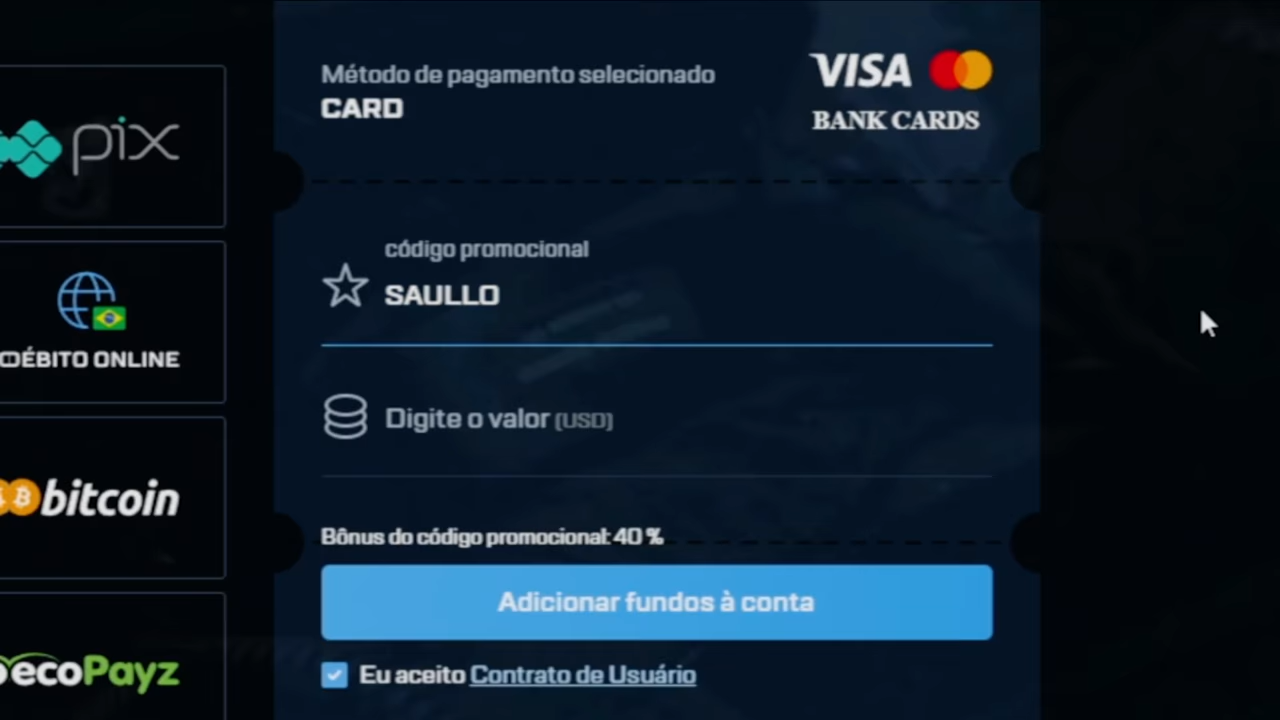 pix
DÉBITO ONLINE
bitcoin
ecoPayz
Método de pagamento selecionado
CARD
VISA
BANK CARDS
código promocional
SAULLO
Digite o valor (USD)
Bônus do código promocional: 40 %
Adicionar fundos à conta
Eu aceito Contrato de Usuário